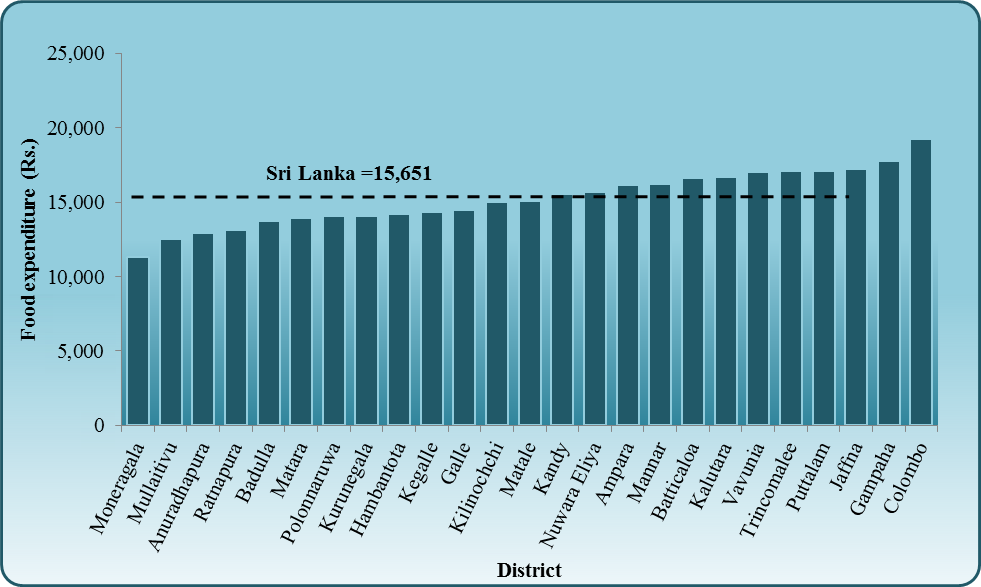 25,000
20,000
15,000
10,000
5,000
0
Food expenditure (Rs.)
Sri Lanka =15,651
Moneragala
Mullaitivu
Anuradhapura
Ratnapura
Badulla
Matara
Polonnaruwa
Kurunegala
Hambantota
Kegalle
Galle
Kilinochchi
Matale
Kandy
Nuwara Eliya
Ampara
Mannar
Batticaloa
Kalutara
Vavunia
Trincomalee
Puttalam
Jaffna
Gampaha
Colombo
District